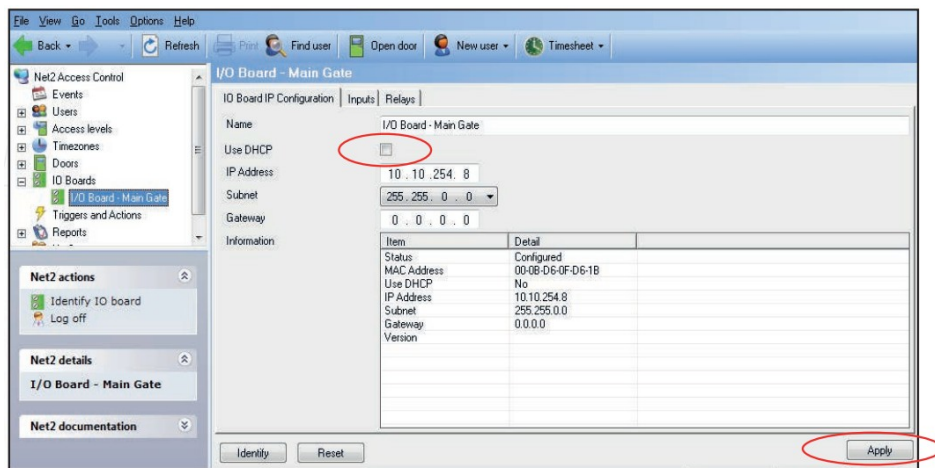 File View Go Tools Options Help
Back Refresh Print Find user Open door New user Timesheet
Net2 Access Control
Events
Users
Access levels
Timezones
Doors
IO Boards
I/O Board - Main Gate
Triggers and Actions
Reports
I/O Board - Main Gate
IO Board IP Configuration Inputs Relays
Name I/O Board - Main Gate
Use DHCP
IP Address 10 . 10 .254. 8
Subnet 255. 255. 0 . 0
Gateway 0 . 0 . 0 . 0
Information
Item Detail
Status Configured
MAC Address 00-0B-D6-0F-D6-1B
Use DHCP No
IP Address 10.10.254.8
Subnet 255.255.0.0
Gateway 0.0.0.0
Version
Net2 actions
Identify IO board
Log off
Net2 details
I/O Board - Main Gate
Net2 documentation
Identify Reset Apply